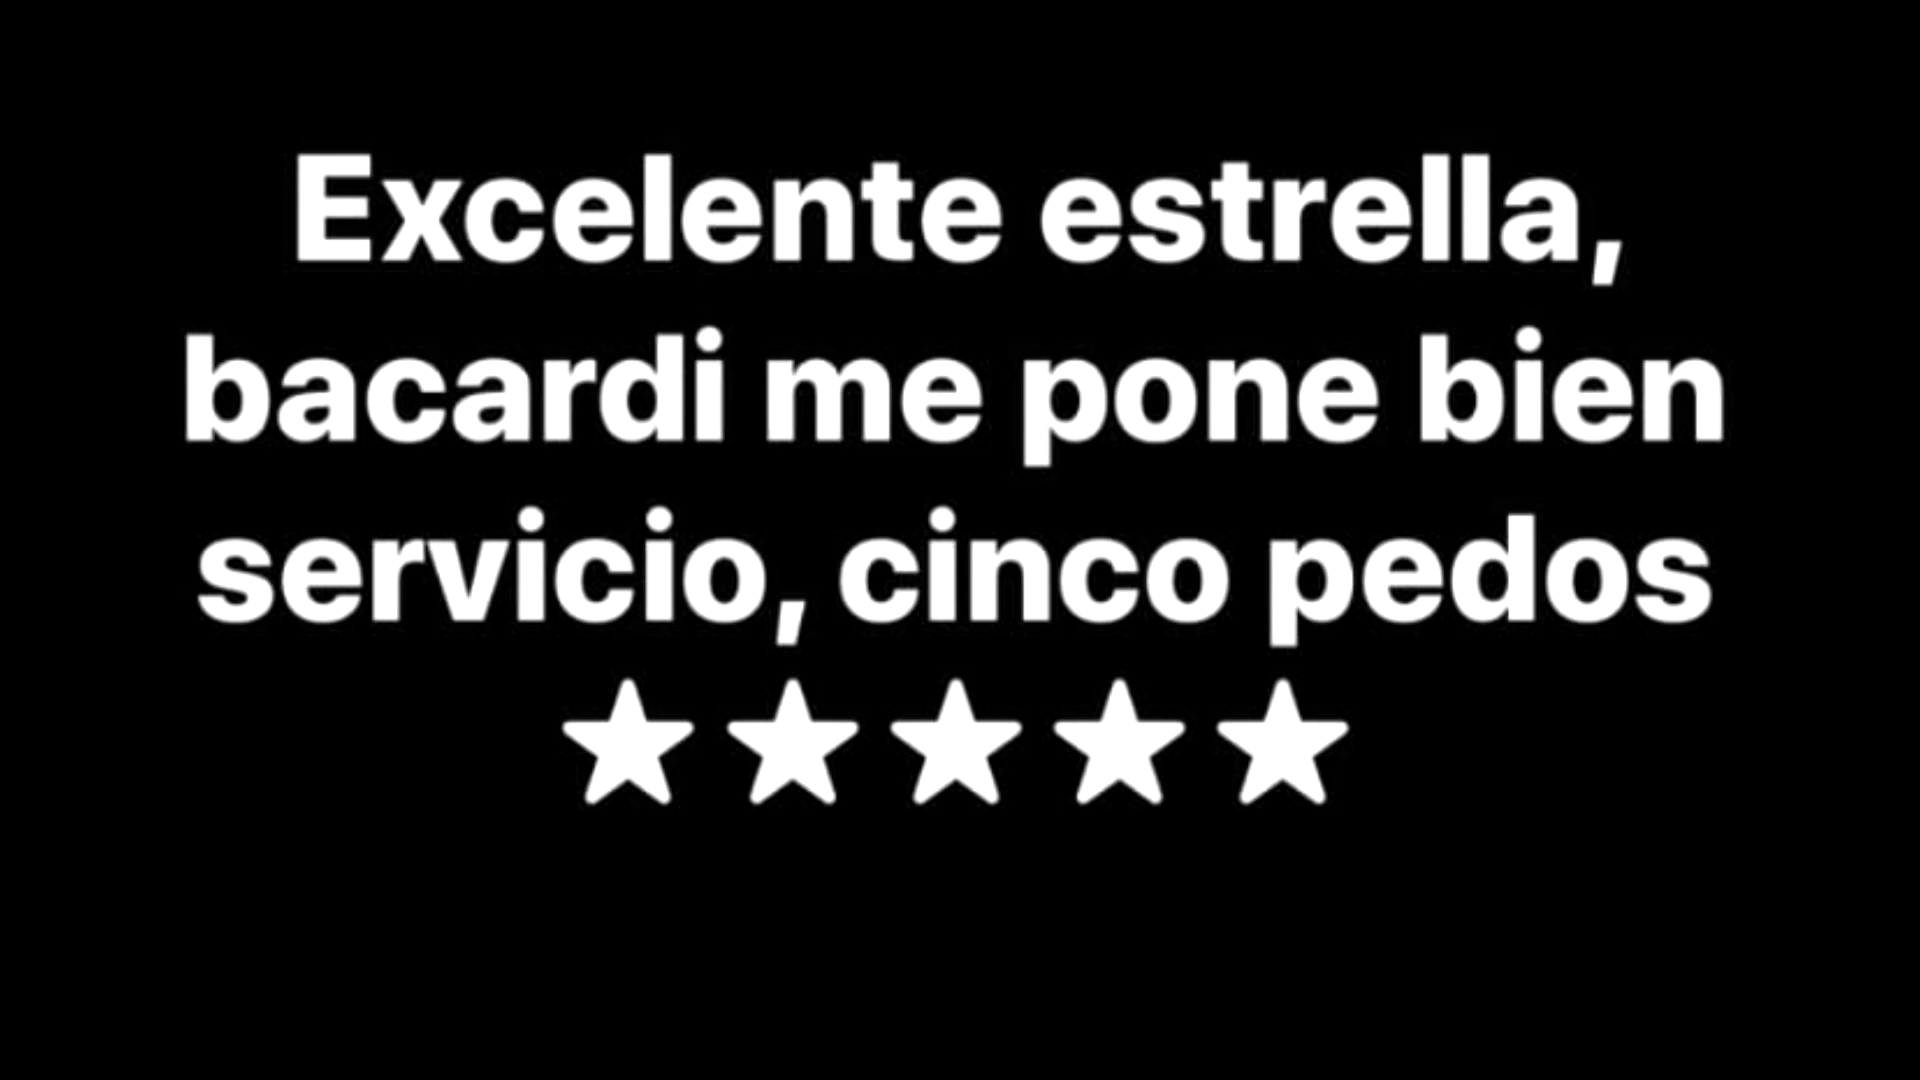 Excelente estrella,
bacardi me pone bien
servicio, cinco pedos
★★★★★